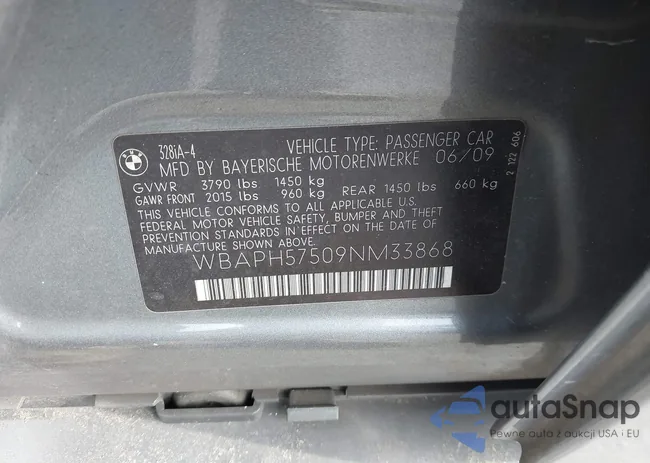 BMW
328iA-4 VEHICLE TYPE: PASSENGER CAR
MFD BY BAYERISCHE MOTORENWERKE 06/09
GVWR 3790 lbs 1450 kg
GAWR FRONT 2015 lbs 960 kg REAR 1450 lbs 660 kg
THIS VEHICLE CONFORMS TO ALL APPLICABLE U.S.
FEDERAL MOTOR VEHICLE SAFETY, BUMPER AND THEFT
PREVENTION STANDARDS IN EFFECT ON THE DATE OF
MANUFACTURE SHOWN ABOVE.
WBAPH57509NM33868
2 122 606
autaSnap
Pewne auto z aukcji USA i EU